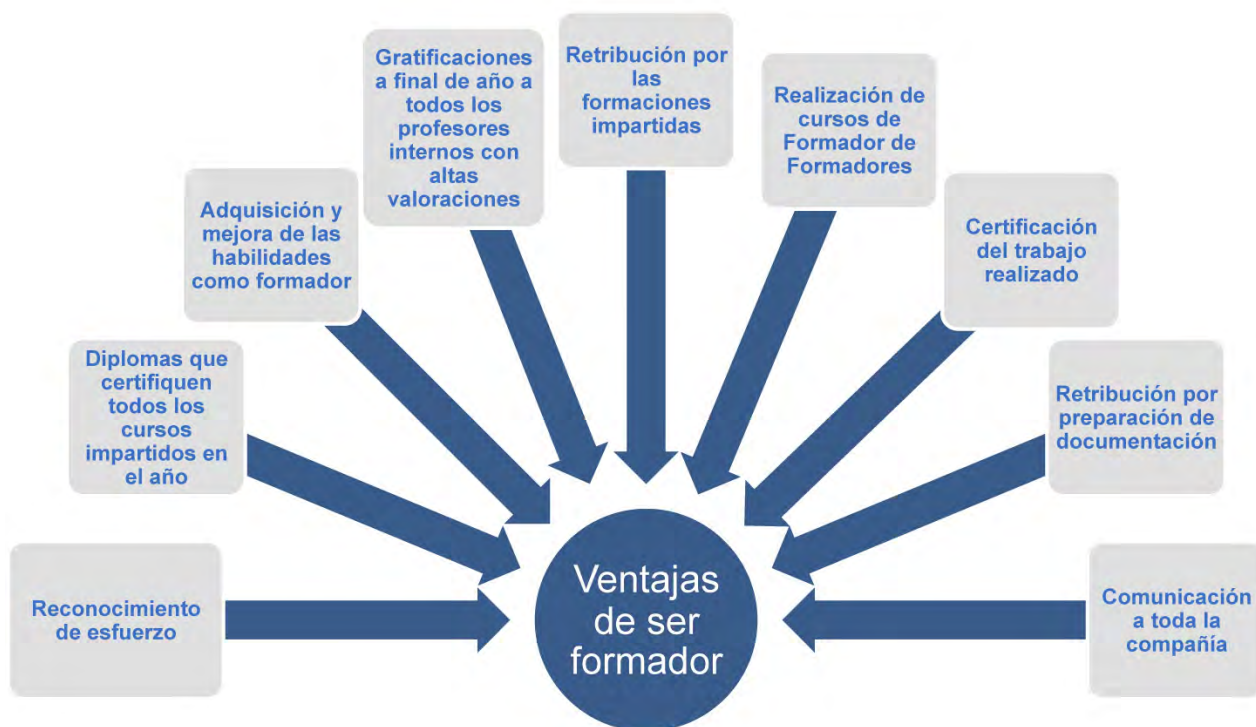 Reconocimiento
de esfuerzo
Diplomas que
certifiquen
todos los
cursos
impartidos en
el año
Adquisición y
mejora de las
habilidades
como formador
Gratificaciones
a final de año a
todos los
profesores
internos con
altas
valoraciones
Retribución por
las
formaciones
impartidas
Realización de
cursos de
Formador de
Formadores
Certificación
del trabajo
realizado
Retribución por
preparación de
documentación
Comunicación
a toda la
compañía
Ventajas
de ser
formador